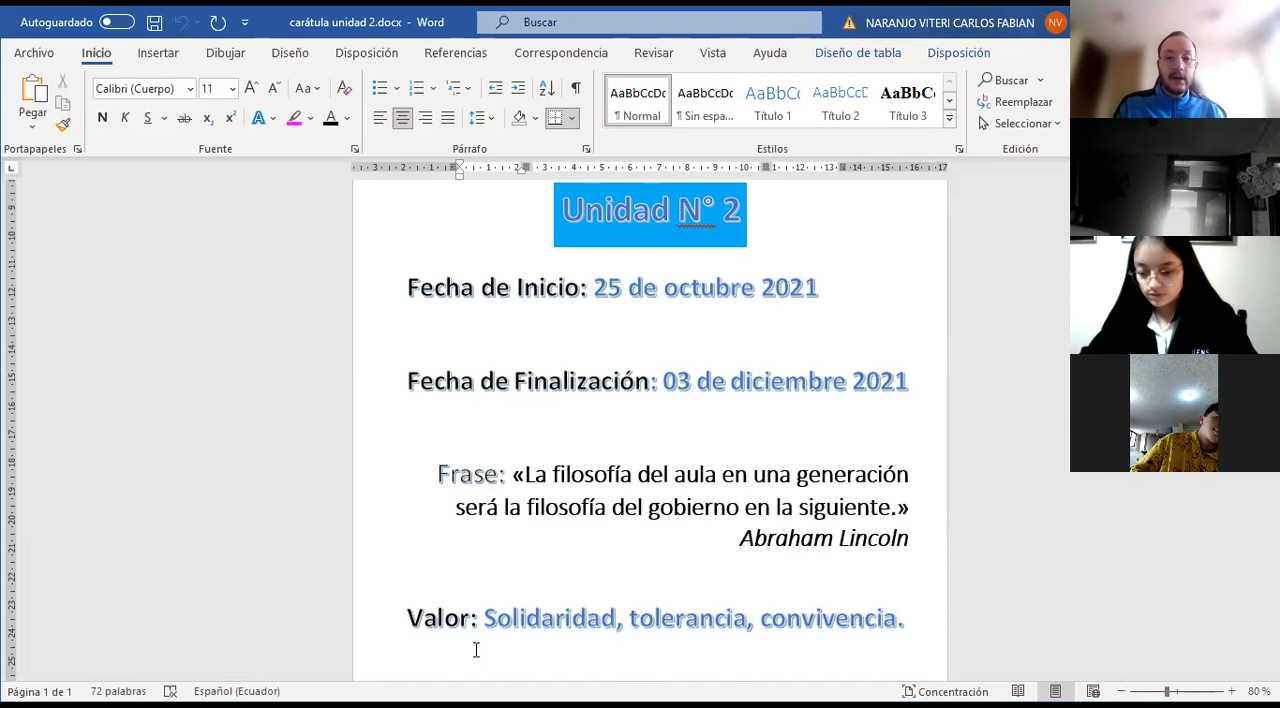 Autoguardado
carátula unidad 2.docx - Word
Buscar
NARANJO VITERI CARLOS FABIAN
NV
Archivo
Inicio
Insertar
Dibujar
Diseño
Disposición
Referencias
Correspondencia
Revisar
Vista
Ayuda
Diseño de tabla
Disposición
Pegar
Calibri (Cuerpo)
11
N K S ab x₂ x²
AaBbCcDc
AaBbCcDc
AaBbCc
AaBbCcD
AaBbC
¶ Normal
¶ Sin espa...
Título 1
Título 2
Título 3
Buscar
Reemplazar
Seleccionar
Portapapeles
Fuente
Párrafo
Estilos
Edición
Unidad N° 2
Fecha de Inicio: 25 de octubre 2021
Fecha de Finalización: 03 de diciembre 2021
Frase: «La filosofía del aula en una generación
será la filosofía del gobierno en la siguiente.»
Abraham Lincoln
Valor: Solidaridad, tolerancia, convivencia.
Página 1 de 1
72 palabras
Español (Ecuador)
Concentración
80 %